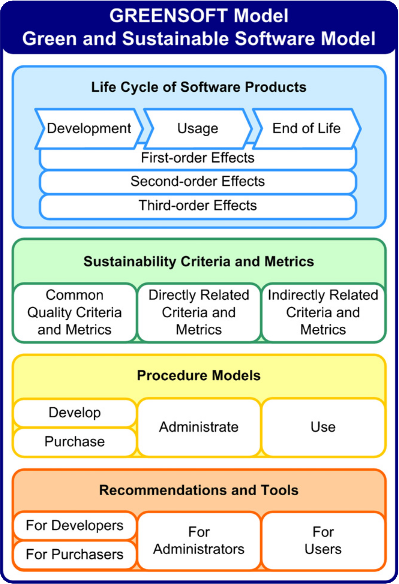 GREENSOFT Model
Green and Sustainable Software Model
Life Cycle of Software Products
Development
Usage
End of Life
First-order Effects
Second-order Effects
Third-order Effects
Sustainability Criteria and Metrics
Common
Quality Criteria
and Metrics
Directly Related
Criteria and
Metrics
Indirectly Related
Criteria and
Metrics
Procedure Models
Develop
Purchase
Administrate
Use
Recommendations and Tools
For Developers
For Purchasers
For
Administrators
For
Users